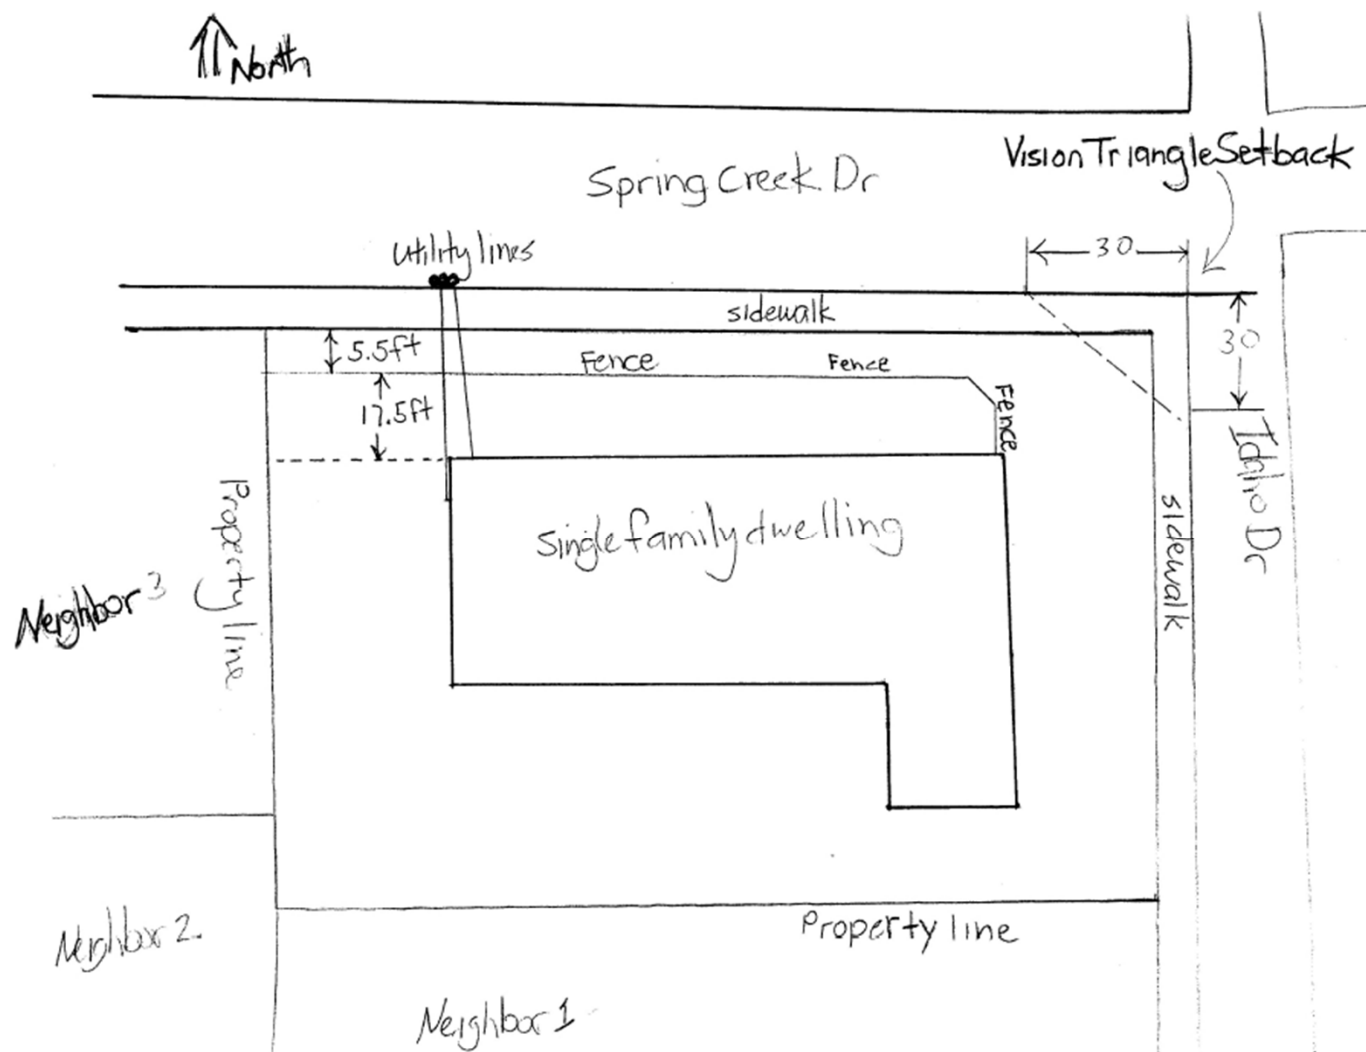 North
Spring Creek Dr
Vision Triangle Setback
utility lines
30
sidewalk
30
5.5ft
Fence
Fence
17.5ft
Fence
Idaho Dr
Property line
single family dwelling
sidewalk
Neighbor 3
Neighbor 2
Property line
Neighbor 1